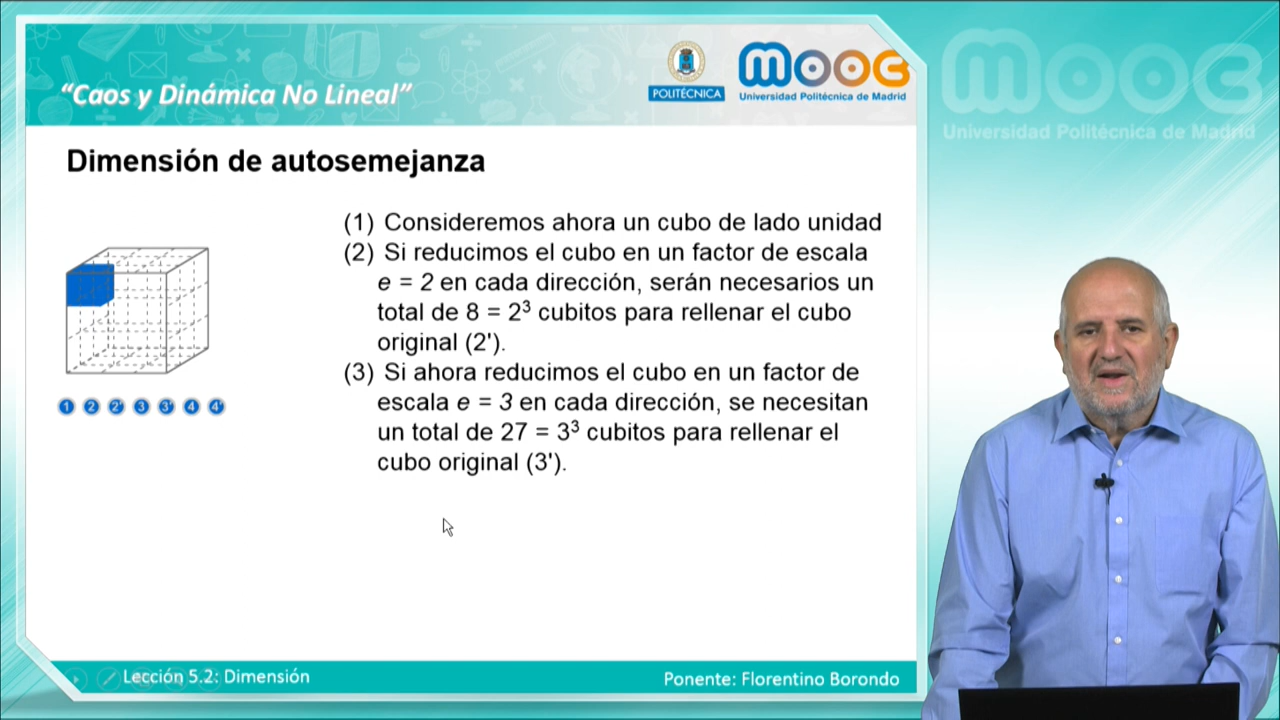 “Caos y Dinámica No Lineal”
POLITÉCNICA
MOOC
Universidad Politécnica de Madrid
MOOC
Universidad Politécnica de Madrid
Dimensión de autosemejanza
(1) Consideremos ahora un cubo de lado unidad
(2) Si reducimos el cubo en un factor de escala
e = 2 en cada dirección, serán necesarios un
total de 8 = 2³ cubitos para rellenar el cubo
original (2').
(3) Si ahora reducimos el cubo en un factor de
escala e = 3 en cada dirección, se necesitan
un total de 27 = 3³ cubitos para rellenar el
cubo original (3').
1 2 2' 3 3' 4 4'
Lección 5.2: Dimensión
Ponente: Florentino Borondo